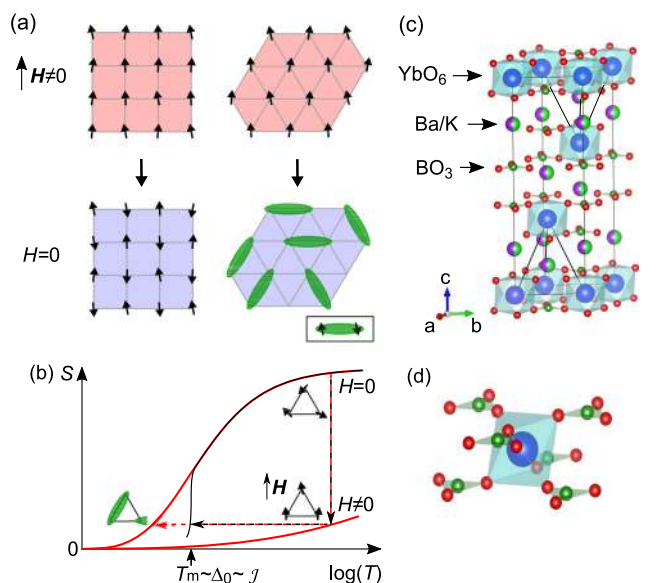 (a)
H≠0
H=0
(b)
S
H=0
H
H≠0
0
Tm~Δ0~ 𝒥
log(T)
(c)
YbO6
Ba/K
BO3
c
a
b
(d)